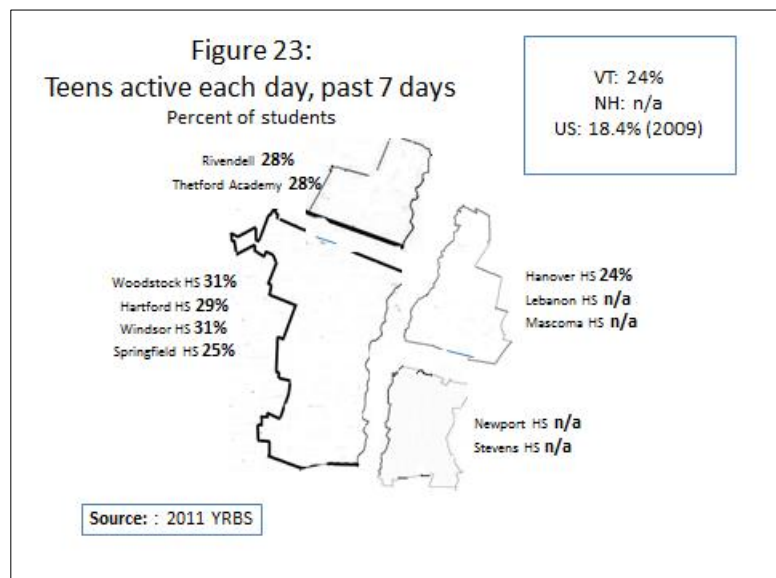 Figure 23:
Teens active each day, past 7 days
Percent of students
VT: 24%
NH: n/a
US: 18.4% (2009)
Rivendell 28%
Thetford Academy 28%
Woodstock HS 31%
Hartford HS 29%
Windsor HS 31%
Springfield HS 25%
Hanover HS 24%
Lebanon HS n/a
Mascoma HS n/a
Newport HS n/a
Stevens HS n/a
Source: : 2011 YRBS